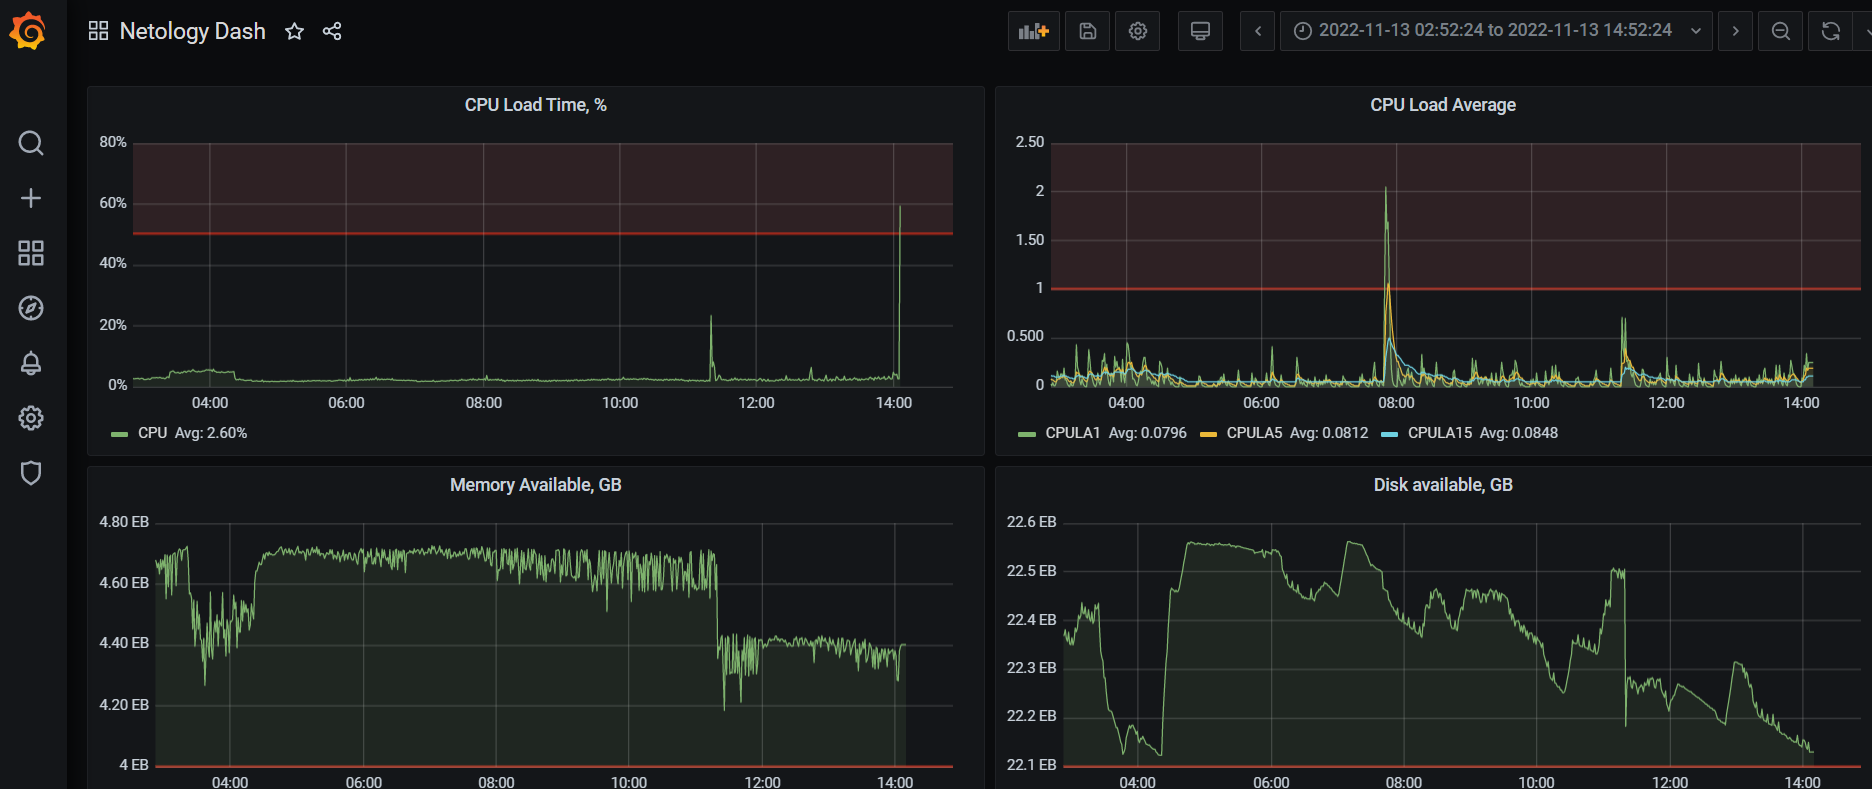 Netology Dash
2022-11-13 02:52:24 to 2022-11-13 14:52:24
CPU Load Time, %
80%
60%
40%
20%
0%
04:00 06:00 08:00 10:00 12:00 14:00
CPU Avg: 2.60%
CPU Load Average
2.50
2
1.50
1
0.500
0
04:00 06:00 08:00 10:00 12:00 14:00
CPULA1 Avg: 0.0796 CPULA5 Avg: 0.0812 CPULA15 Avg: 0.0848
Memory Available, GB
4.80 EB
4.60 EB
4.40 EB
4.20 EB
4 EB
04:00 06:00 08:00 10:00 12:00 14:00
Disk available, GB
22.6 EB
22.5 EB
22.4 EB
22.3 EB
22.2 EB
22.1 EB
04:00 06:00 08:00 10:00 12:00 14:00